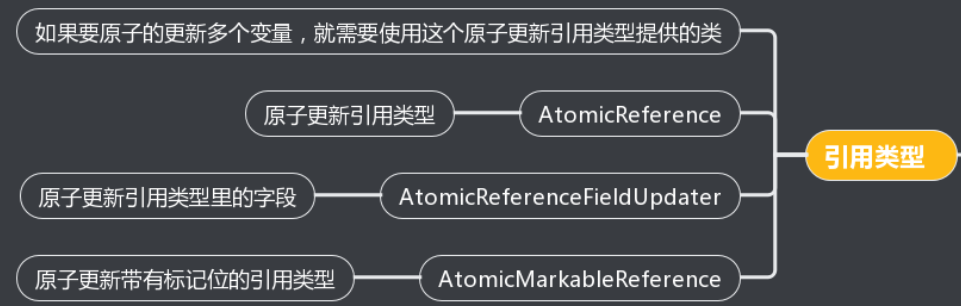 如果要原子的更新多个变量，就需要使用这个原子更新引用类型提供的类
原子更新引用类型
AtomicReference
引用类型
原子更新引用类型里的字段
AtomicReferenceFieldUpdater
原子更新带有标记位的引用类型
AtomicMarkableReference